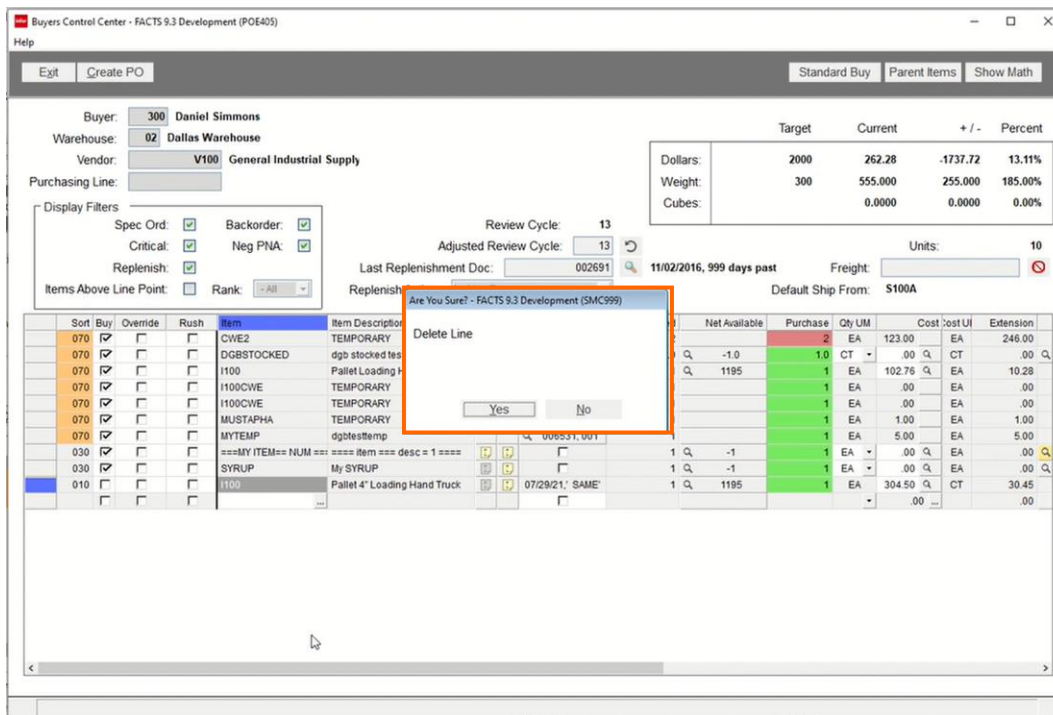 infor Buyers Control Center - FACTS 9.3 Development (POE405)
Help
Exit Create PO Standard Buy Parent Items Show Math
Buyer: 300 Daniel Simmons
Warehouse: 02 Dallas Warehouse
Vendor: V100 General Industrial Supply
Purchasing Line:
Target Current + / - Percent
Dollars: 2000 262.28 -1737.72 13.11%
Weight: 300 555.000 255.000 185.00%
Cubes: 0.0000 0.0000 0.00%
Display Filters
Spec Ord: Backorder:
Critical: Neg PNA:
Replenish:
Items Above Line Point: Rank: - All
Review Cycle: 13
Adjusted Review Cycle: 13
Last Replenishment Doc: 002691 11/02/2016, 999 days past
Units: 10
Freight:
Default Ship From: S100A
Are You Sure? - FACTS 9.3 Development (SMC999)
Delete Line
Yes No
Sort Buy Override Rush Item Item Description Net Available Purchase Qty UM Cost Extension
070 CWE2 TEMPORARY 2 EA 123.00 EA 246.00
070 DGBSTOCKED dgb stocked tes -1.0 1.0 CT .00 CT .00
070 I100 Pallet Loading H 1195 1 EA 102.76 EA 10.28
070 I100CWE TEMPORARY 1 EA .00 EA .00
070 I100CWE TEMPORARY 1 EA .00 EA .00
070 MUSTAPHA TEMPORARY 1 EA 1.00 EA 1.00
070 MYTEMP dgbtesttemp 006531, 001 1 EA 5.00 EA 5.00
030 ===MY ITEM== NUM ==== item === desc = 1 ==== 1 -1 1 EA .00 EA .00
030 SYRUP My SYRUP 1 -1 1 EA .00 EA .00
010 I100 Pallet 4" Loading Hand Truck 07/29/21,' SAME' 1 1195 1 EA 304.50 CT 30.45
.00 ... .00